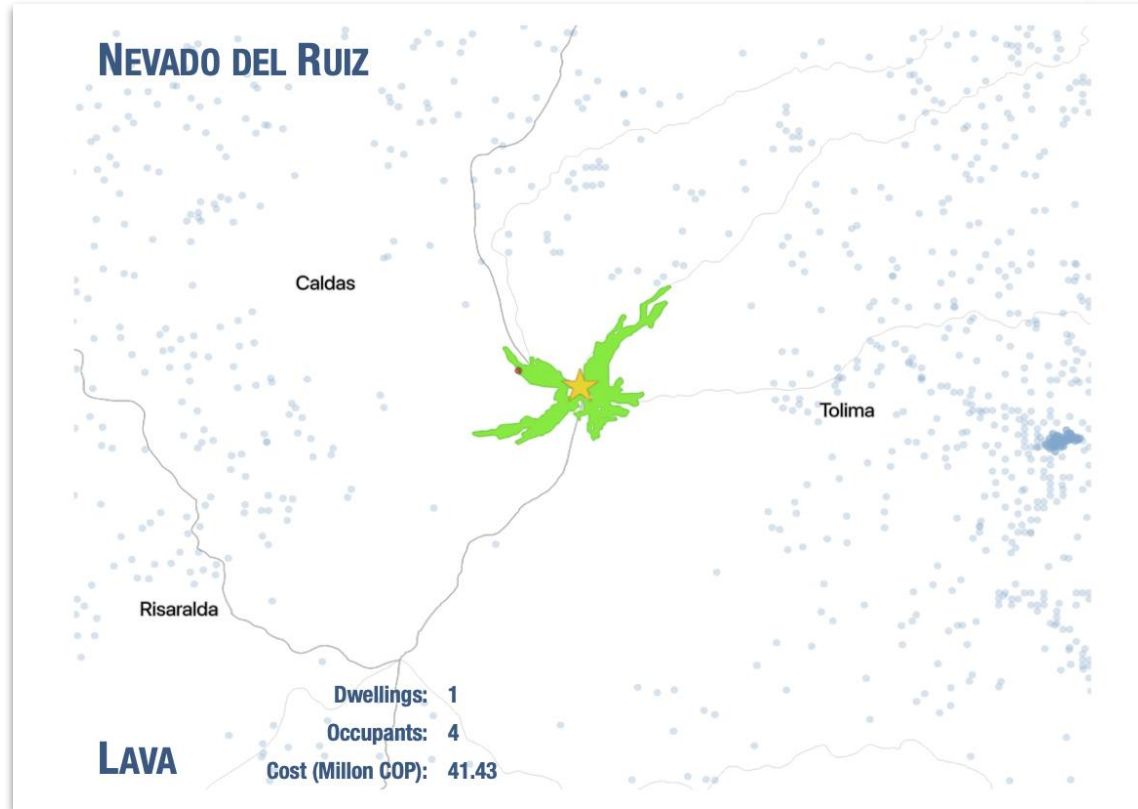 NEVADO DEL RUIZ
Caldas
Tolima
Risaralda
Dwellings: 1
Occupants: 4
LAVA
Cost (Millon COP): 41.43